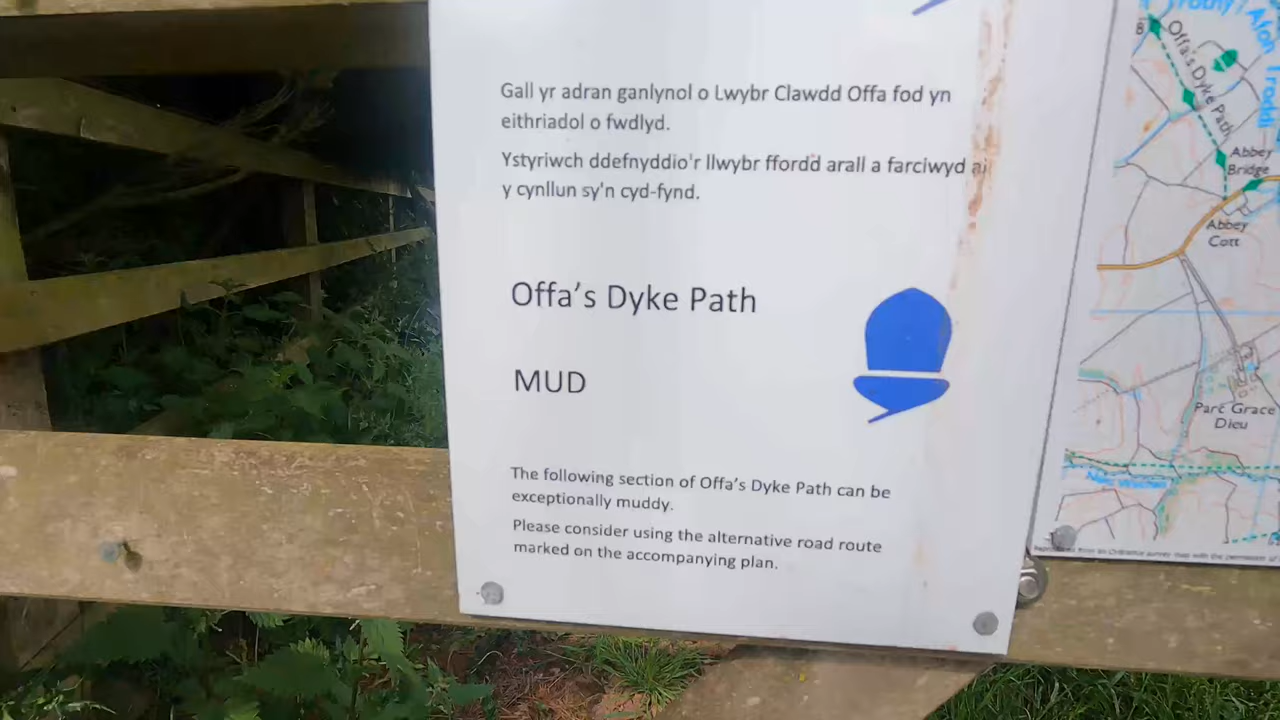 Gall yr adran ganlynol o Lwybr Clawdd Offa fod yn
eithriadol o fwdlyd.
Ystyriwch ddefnyddio'r llwybr ffordd arall a farciwyd ar
y cynllun sy'n cyd-fynd.
Offa's Dyke Path
MUD
The following section of Offa's Dyke Path can be
exceptionally muddy.
Please consider using the alternative road route
marked on the accompanying plan.
Offa's Dyke Path
Afon Troddi
Abbey
Bridge
Abbey
Cott
Parc Grace
Dieu